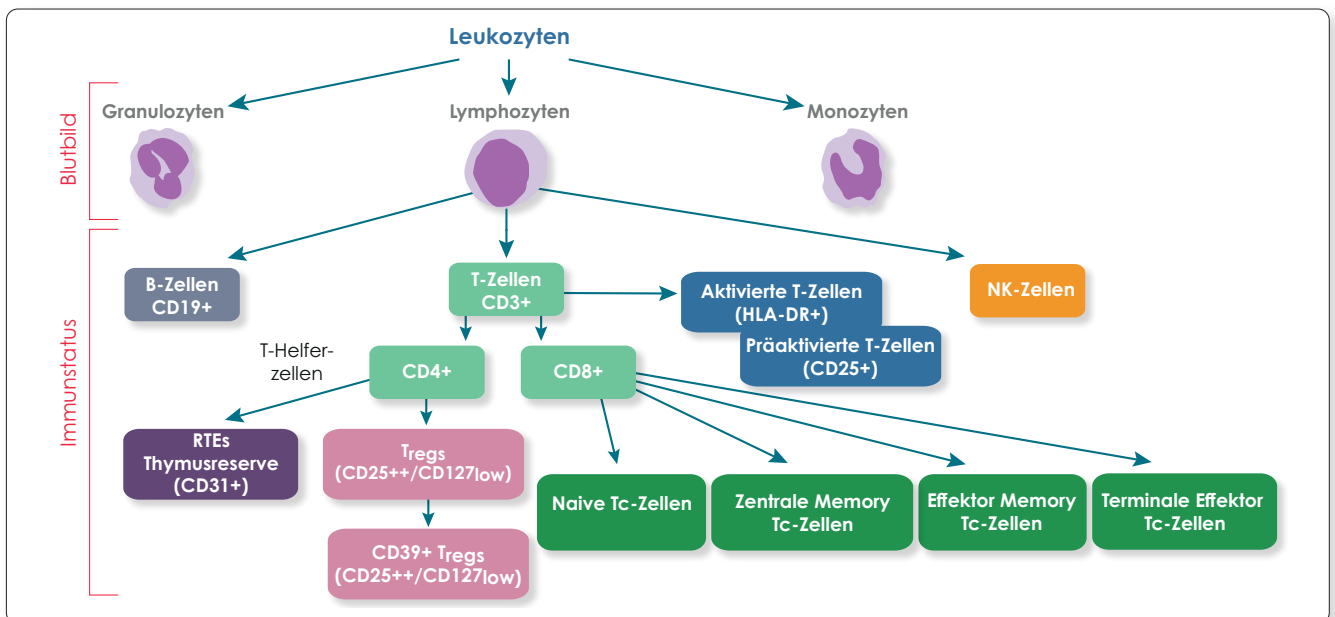 Leukozyten
Blutbild
Granulozyten
Lymphozyten
Monozyten
Immunstatus
B-Zellen
CD19+
T-Zellen
CD3+
Aktivierte T-Zellen
(HLA-DR+)
Präaktivierte T-Zellen
(CD25+)
NK-Zellen
T-Helfer-
zellen
CD4+
CD8+
RTEs
Thymusreserve
(CD31+)
Tregs
(CD25++/CD127low)
CD39+ Tregs
(CD25++/CD127low)
Naive Tc-Zellen
Zentrale Memory
Tc-Zellen
Effektor Memory
Tc-Zellen
Terminale Effektor
Tc-Zellen